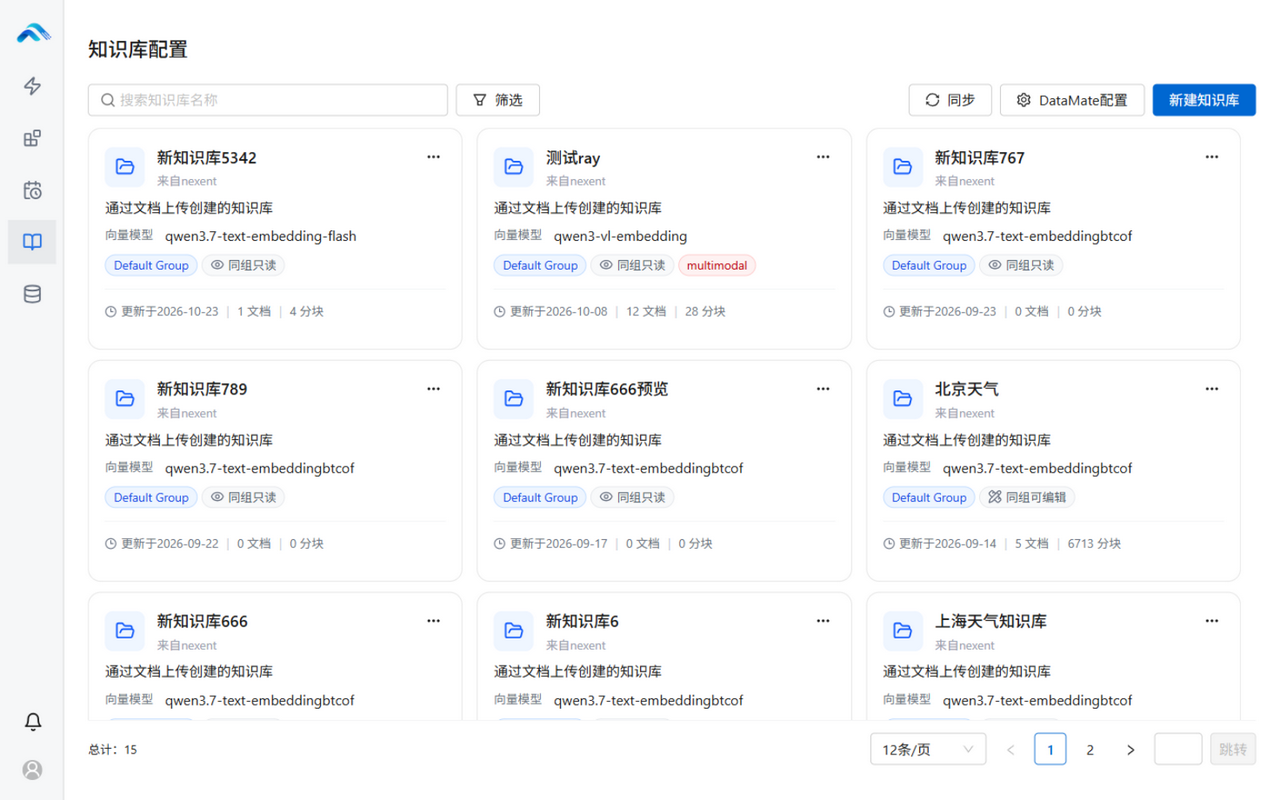 知识库配置
搜索知识库名称
筛选
同步
DataMate配置
新建知识库
新知识库5342
来自nexent
通过文档上传创建的知识库
向量模型 qwen3.7-text-embedding-flash
Default Group 同组只读
更新于2026-10-23 | 1 文档 | 4 分块
测试ray
来自nexent
通过文档上传创建的知识库
向量模型 qwen3-vl-embedding
Default Group 同组只读 multimodal
更新于2026-10-08 | 12 文档 | 28 分块
新知识库767
来自nexent
通过文档上传创建的知识库
向量模型 qwen3.7-text-embeddingbtcof
Default Group 同组只读
更新于2026-09-23 | 0 文档 | 0 分块
新知识库789
来自nexent
通过文档上传创建的知识库
向量模型 qwen3.7-text-embeddingbtcof
Default Group 同组只读
更新于2026-09-22 | 0 文档 | 0 分块
新知识库666预览
来自nexent
通过文档上传创建的知识库
向量模型 qwen3.7-text-embeddingbtcof
Default Group 同组只读
更新于2026-09-17 | 0 文档 | 0 分块
北京天气
来自nexent
通过文档上传创建的知识库
向量模型 qwen3.7-text-embeddingbtcof
Default Group 同组可编辑
更新于2026-09-14 | 5 文档 | 6713 分块
新知识库666
来自nexent
通过文档上传创建的知识库
向量模型 qwen3.7-text-embeddingbtcof
新知识库6
来自nexent
通过文档上传创建的知识库
向量模型 qwen3.7-text-embeddingbtcof
上海天气知识库
来自nexent
通过文档上传创建的知识库
向量模型 qwen3.7-text-embeddingbtcof
总计：15
12条/页
1
2
跳转